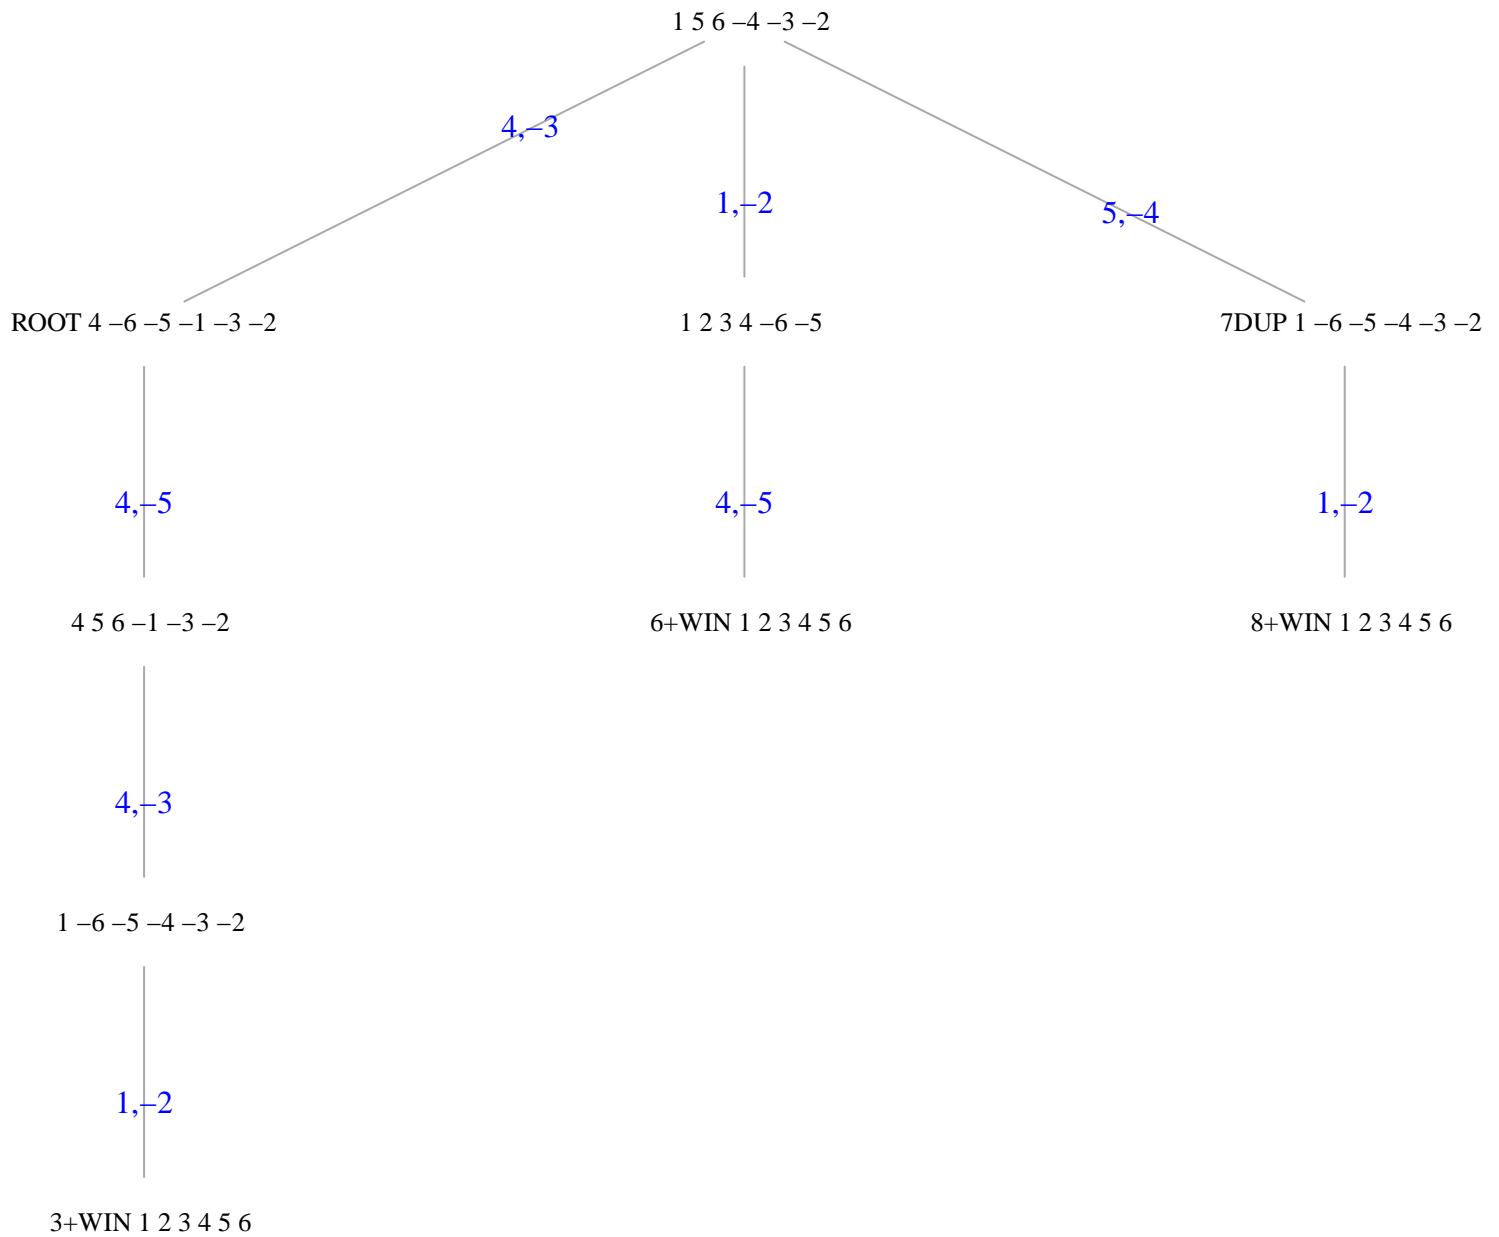 1 5 6 –4 –3 –2
4,–3
1,–2
5,–4
ROOT 4 –6 –5 –1 –3 –2
1 2 3 4 –6 –5
7DUP 1 –6 –5 –4 –3 –2
4,–5
4,–5
1,–2
4 5 6 –1 –3 –2
6+WIN 1 2 3 4 5 6
8+WIN 1 2 3 4 5 6
4,–3
1 –6 –5 –4 –3 –2
1,–2
3+WIN 1 2 3 4 5 6